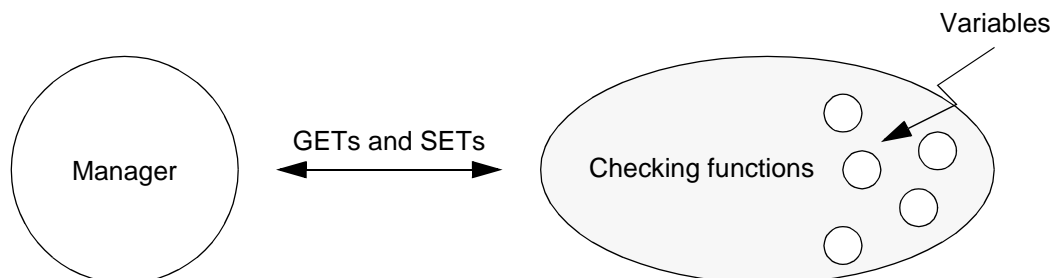 Variables
GETs and SETs
Manager
Checking functions